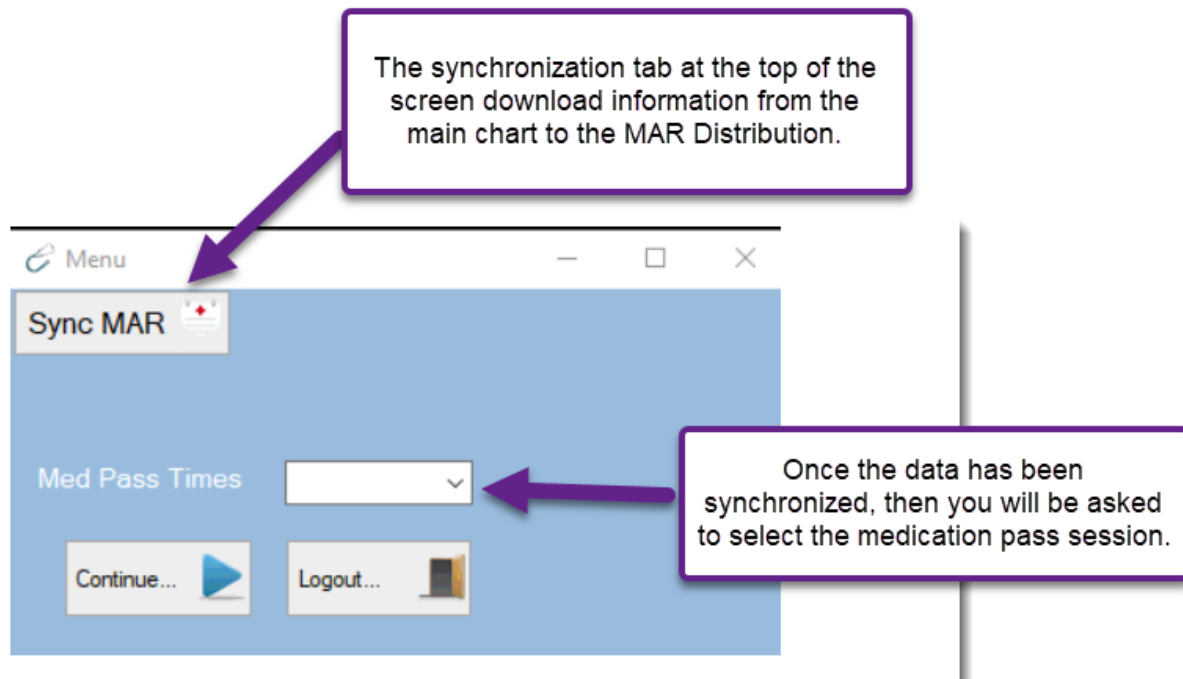 The synchronization tab at the top of the
screen download information from the
main chart to the MAR Distribution.
Menu
Sync MAR
Med Pass Times
Once the data has been
synchronized, then you will be asked
to select the medication pass session.
Continue...
Logout...